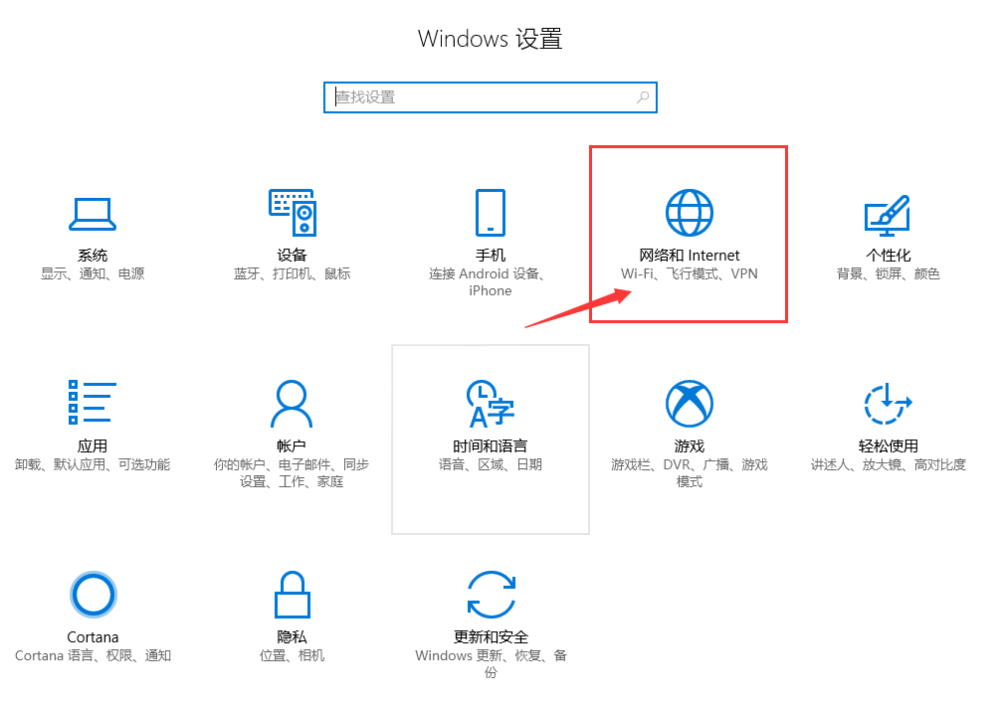 Windows 设置
查找设置
系统
显示、通知、电源
设备
蓝牙、打印机、鼠标
手机
连接 Android 设备、
iPhone
网络和 Internet
Wi-Fi、飞行模式、VPN
个性化
背景、锁屏、颜色
应用
卸载、默认应用、可选功能
帐户
你的帐户、电子邮件、同步
设置、工作、家庭
时间和语言
语音、区域、日期
游戏
游戏栏、DVR、广播、游戏
模式
轻松使用
讲述人、放大镜、高对比度
Cortana
Cortana 语言、权限、通知
隐私
位置、相机
更新和安全
Windows 更新、恢复、备
份